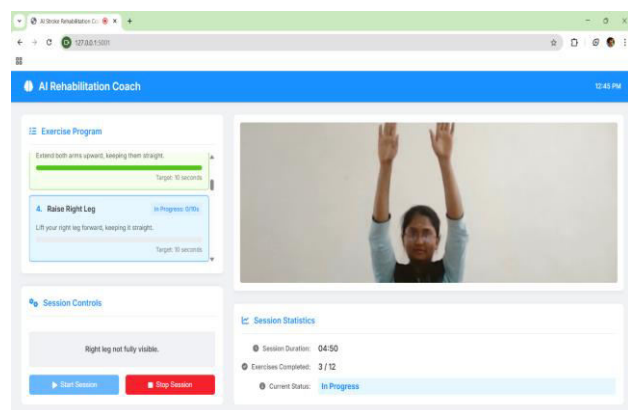 AI Stroke Rehabilitation Co
127.0.0.1:5001
AI Rehabilitation Coach
12:45 PM
Exercise Program
Extend both arms upward, keeping them straight.
Target: 10 seconds
4. Raise Right Leg
In Progress: 0/10s
Lift your right leg forward, keeping it straight.
Target: 10 seconds
Session Controls
Right leg not fully visible.
Start Session
Stop Session
Session Statistics
Session Duration: 04:50
Exercises Completed: 3 / 12
Current Status: In Progress